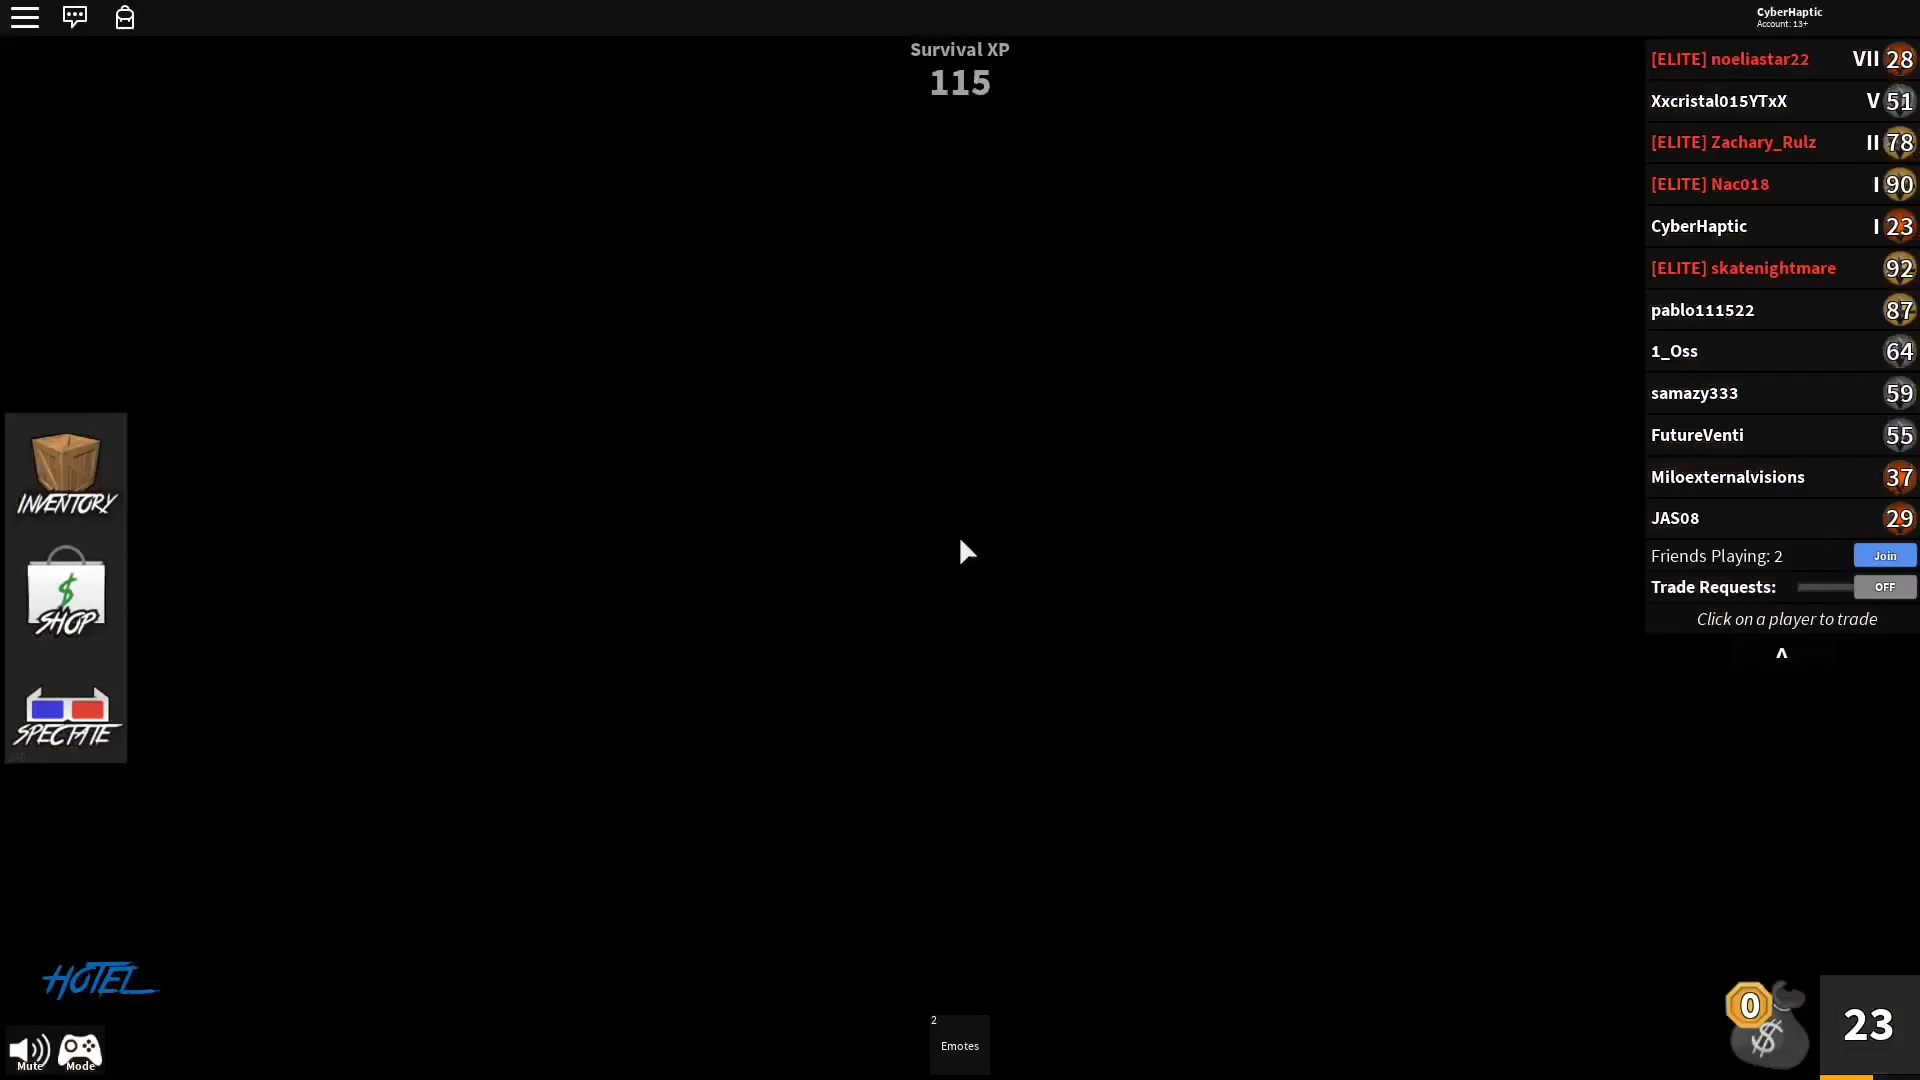 CyberHaptic
Account: 13+
Survival XP
115
[ELITE] noeliastar22 VII 28
Xxcristal015YTxX V 51
[ELITE] Zachary_Rulz II 78
[ELITE] Nac018 I 90
CyberHaptic I 23
[ELITE] skatenightmare 92
pablo111522 87
1_Oss 64
samazy333 59
FutureVenti 55
Miloexternalvisions 37
JAS08 29
Friends Playing: 2 Join
Trade Requests: OFF
Click on a player to trade
^
INVENTORY
$
SHOP
SPECTATE
HOTEL
Mute
Mode
2
Emotes
0
$
23